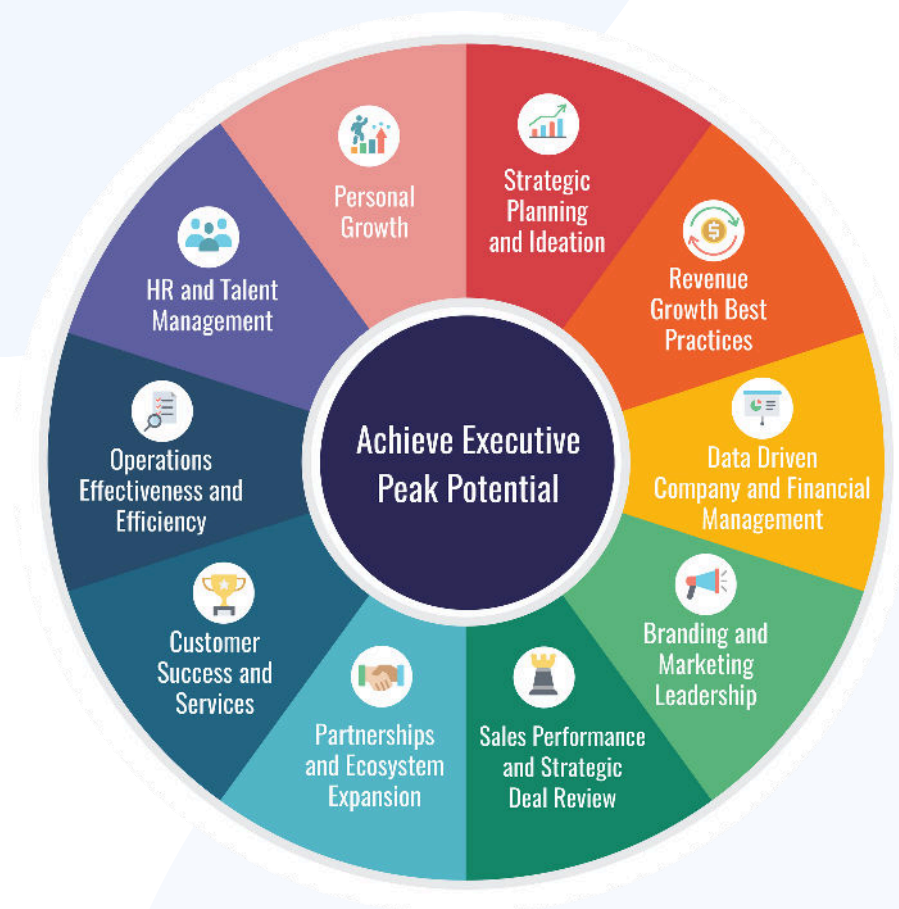 Strategic
Planning
and Ideation
Revenue
Growth Best
Practices
Data Driven
Company and Financial
Management
Branding and
Marketing
Leadership
Sales Performance
and Strategic
Deal Review
Partnerships
and Ecosystem
Expansion
Customer
Success and
Services
Operations
Effectiveness and
Efficiency
HR and Talent
Management
Personal
Growth
Achieve Executive
Peak Potential